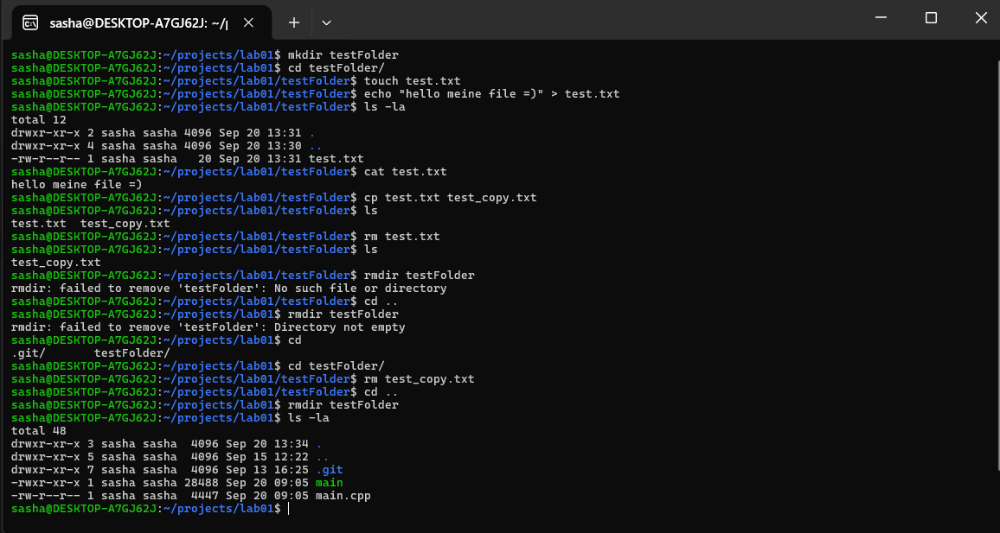 sasha@DESKTOP-A7GJ62J: ~/p
sasha@DESKTOP-A7GJ62J:~/projects/lab01$ mkdir testFolder
sasha@DESKTOP-A7GJ62J:~/projects/lab01$ cd testFolder/
sasha@DESKTOP-A7GJ62J:~/projects/lab01/testFolder$ touch test.txt
sasha@DESKTOP-A7GJ62J:~/projects/lab01/testFolder$ echo "hello meine file =)" > test.txt
sasha@DESKTOP-A7GJ62J:~/projects/lab01/testFolder$ ls -la
total 12
drwxr-xr-x 2 sasha sasha 4096 Sep 20 13:31 .
drwxr-xr-x 4 sasha sasha 4096 Sep 20 13:30 ..
-rw-r--r-- 1 sasha sasha   20 Sep 20 13:31 test.txt
sasha@DESKTOP-A7GJ62J:~/projects/lab01/testFolder$ cat test.txt
hello meine file =)
sasha@DESKTOP-A7GJ62J:~/projects/lab01/testFolder$ cp test.txt test_copy.txt
sasha@DESKTOP-A7GJ62J:~/projects/lab01/testFolder$ ls
test.txt  test_copy.txt
sasha@DESKTOP-A7GJ62J:~/projects/lab01/testFolder$ rm test.txt
sasha@DESKTOP-A7GJ62J:~/projects/lab01/testFolder$ ls
test_copy.txt
sasha@DESKTOP-A7GJ62J:~/projects/lab01/testFolder$ rmdir testFolder
rmdir: failed to remove 'testFolder': No such file or directory
sasha@DESKTOP-A7GJ62J:~/projects/lab01/testFolder$ cd ..
sasha@DESKTOP-A7GJ62J:~/projects/lab01$ rmdir testFolder
rmdir: failed to remove 'testFolder': Directory not empty
sasha@DESKTOP-A7GJ62J:~/projects/lab01$ cd
.git/       testFolder/
sasha@DESKTOP-A7GJ62J:~/projects/lab01$ cd testFolder/
sasha@DESKTOP-A7GJ62J:~/projects/lab01/testFolder$ rm test_copy.txt
sasha@DESKTOP-A7GJ62J:~/projects/lab01/testFolder$ cd ..
sasha@DESKTOP-A7GJ62J:~/projects/lab01$ rmdir testFolder
sasha@DESKTOP-A7GJ62J:~/projects/lab01$ ls -la
total 48
drwxr-xr-x 3 sasha sasha  4096 Sep 20 13:34 .
drwxr-xr-x 5 sasha sasha  4096 Sep 15 12:22 ..
drwxr-xr-x 7 sasha sasha  4096 Sep 13 16:25 .git
-rwxr-xr-x 1 sasha sasha 28488 Sep 20 09:05 main
-rw-r--r-- 1 sasha sasha  4447 Sep 20 09:05 main.cpp
sasha@DESKTOP-A7GJ62J:~/projects/lab01$